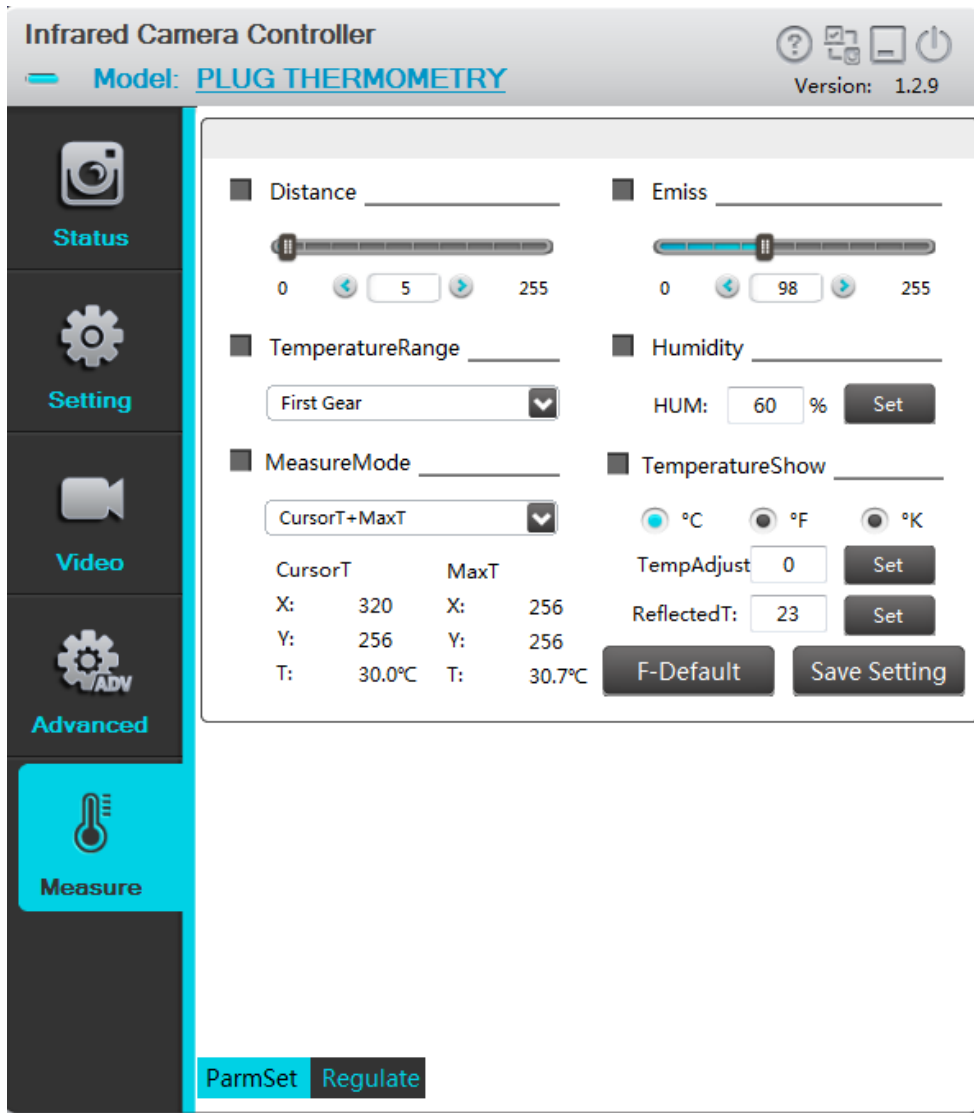 Infrared Camera Controller
Model: PLUG THERMOMETRY
Version: 1.2.9
Status
Setting
Video
ADV
Advanced
Measure
Distance
0 5 255
Emiss
0 98 255
TemperatureRange
First Gear
Humidity
HUM: 60 % Set
MeasureMode
CursorT+MaxT
CursorT MaxT
X: 320 X: 256
Y: 256 Y: 256
T: 30.0℃ T: 30.7℃
TemperatureShow
°C °F °K
TempAdjust 0 Set
ReflectedT: 23 Set
F-Default Save Setting
ParmSet Regulate